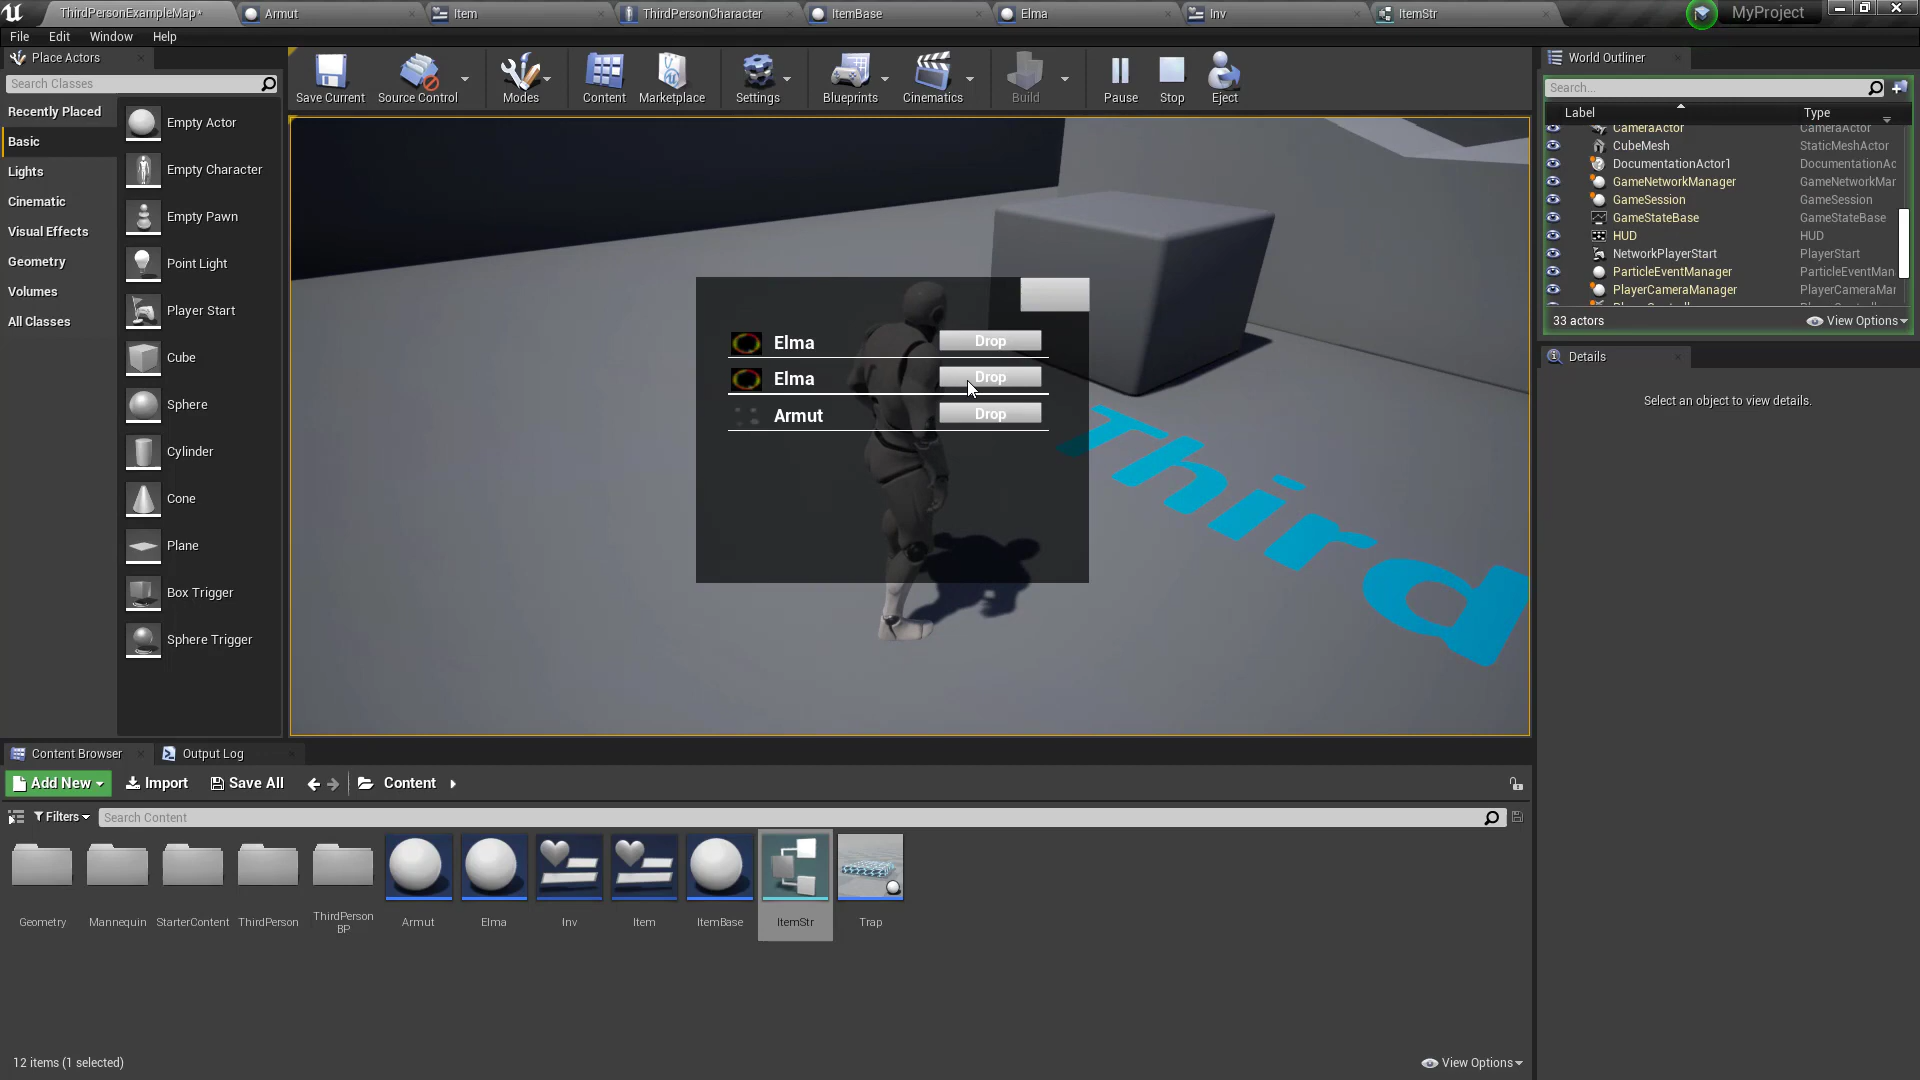 ThirdPersonExampleMap*
Armut
Item
ThirdPersonCharacter
ItemBase
Elma
Inv
ItemStr
MyProject
File
Edit
Window
Help
Place Actors
Search Classes
Recently Placed
Basic
Lights
Cinematic
Visual Effects
Geometry
Volumes
All Classes
Empty Actor
Empty Character
Empty Pawn
Point Light
Player Start
Cube
Sphere
Cylinder
Cone
Plane
Box Trigger
Sphere Trigger
Save Current
Source Control
Modes
Content
Marketplace
Settings
Blueprints
Cinematics
Build
Pause
Stop
Eject
Elma
Drop
Elma
Drop
Armut
Drop
Third
World Outliner
Search...
Label
Type
CameraActor
CameraActor
CubeMesh
StaticMeshActor
DocumentationActor1
DocumentationAc
GameNetworkManager
GameNetworkMar
GameSession
GameSession
GameStateBase
GameStateBase
HUD
HUD
NetworkPlayerStart
PlayerStart
ParticleEventManager
ParticleEventMan
PlayerCameraManager
PlayerCameraMar
33 actors
View Options
Details
Select an object to view details.
Content Browser
Output Log
Add New
Import
Save All
Content
Filters
Search Content
Geometry
Mannequin
StarterContent
ThirdPerson
ThirdPerson
BP
Armut
Elma
Inv
Item
ItemBase
ItemStr
Trap
12 items (1 selected)
View Options